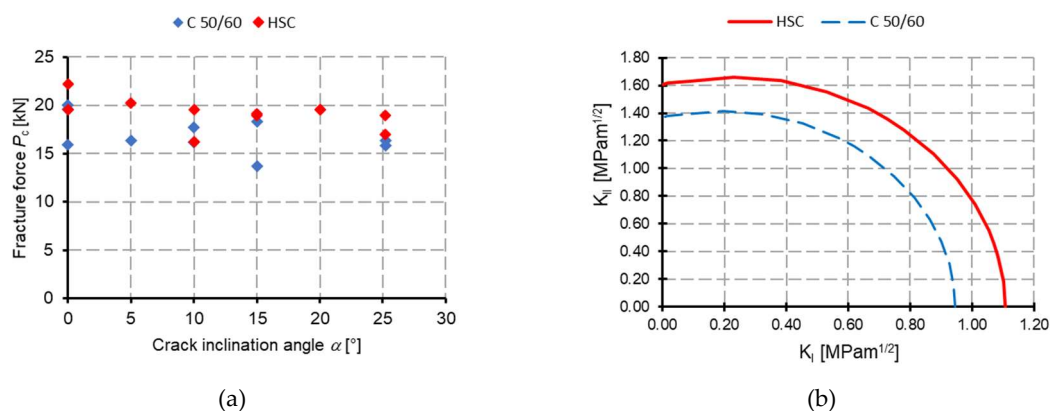 C 50/60 HSC
25
20
15
10
5
0
0 5 10 15 20 25 30
Fracture force Pc [kN]
Crack inclination angle α [°]
(a)
HSC C 50/60
1.80
1.60
1.40
1.20
1.00
0.80
0.60
0.40
0.20
0.00
0.00 0.20 0.40 0.60 0.80 1.00 1.20
KII [MPam1/2]
KI [MPam1/2]
(b)